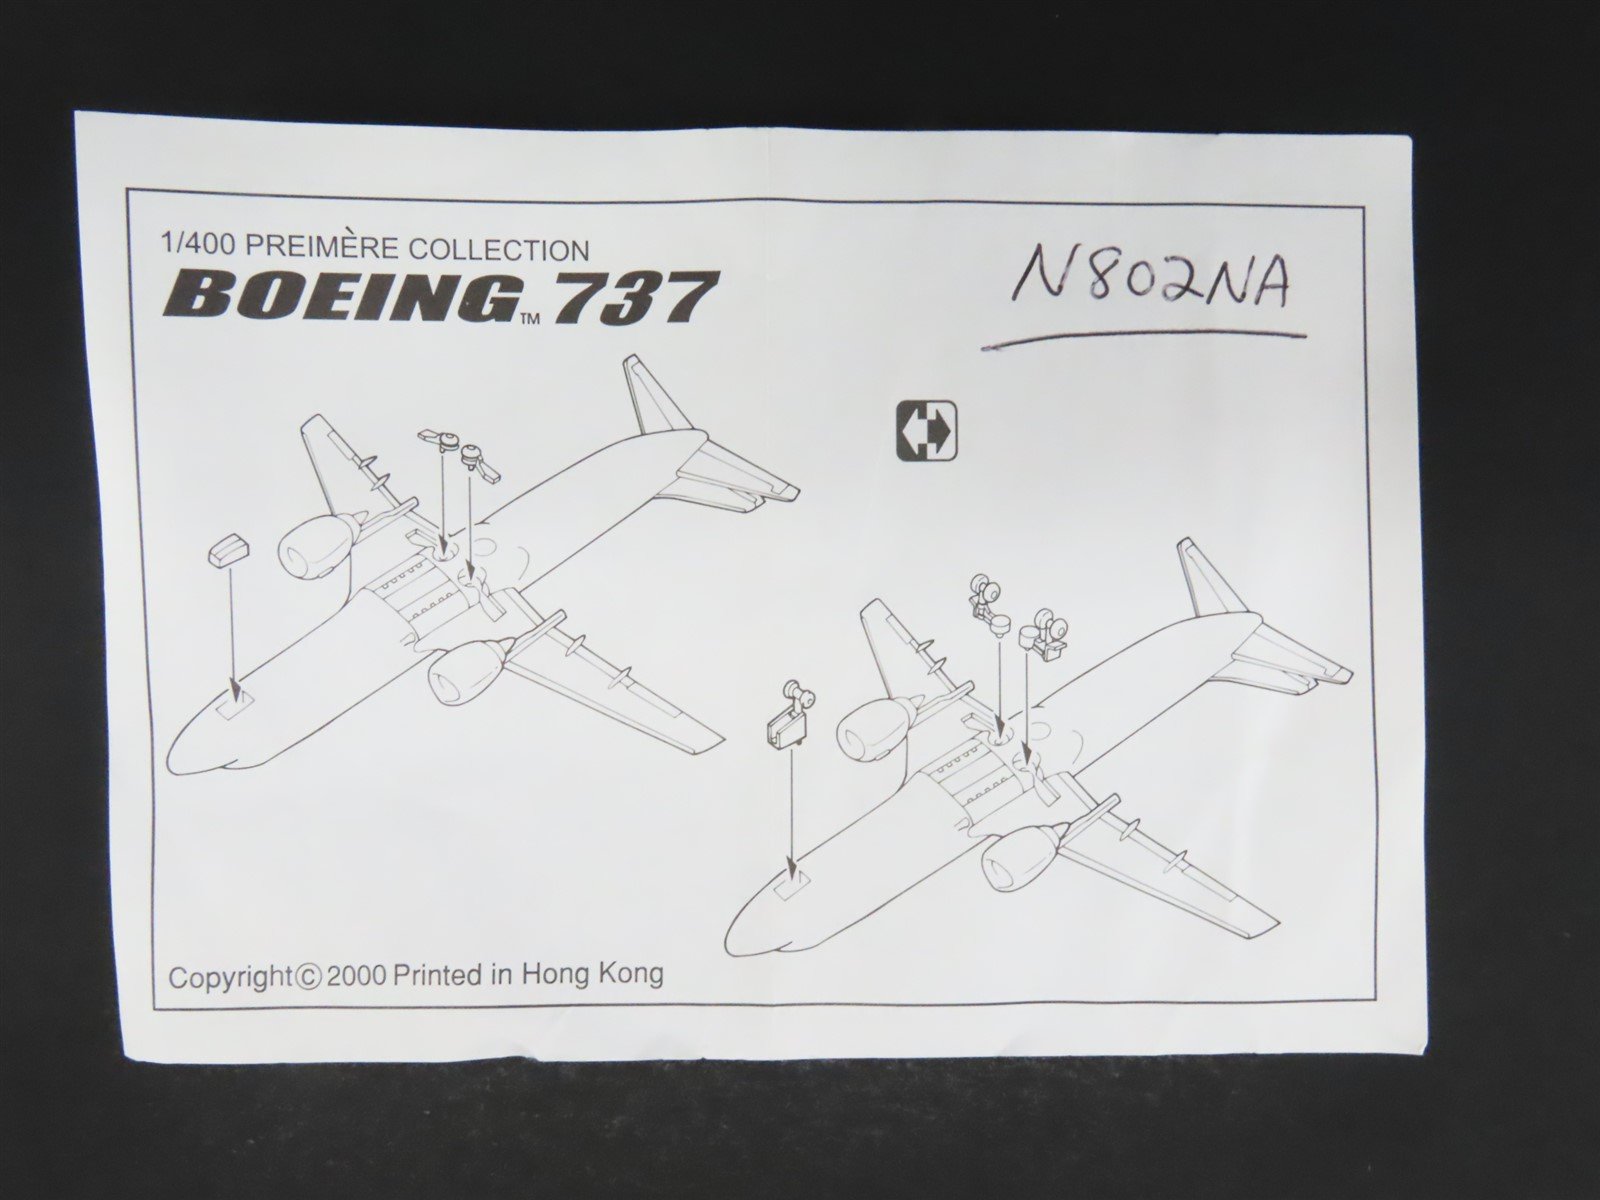 1/400 PREIMÈRE COLLECTION
BOEING™ 737
N802NA
Copyright© 2000 Printed in Hong Kong